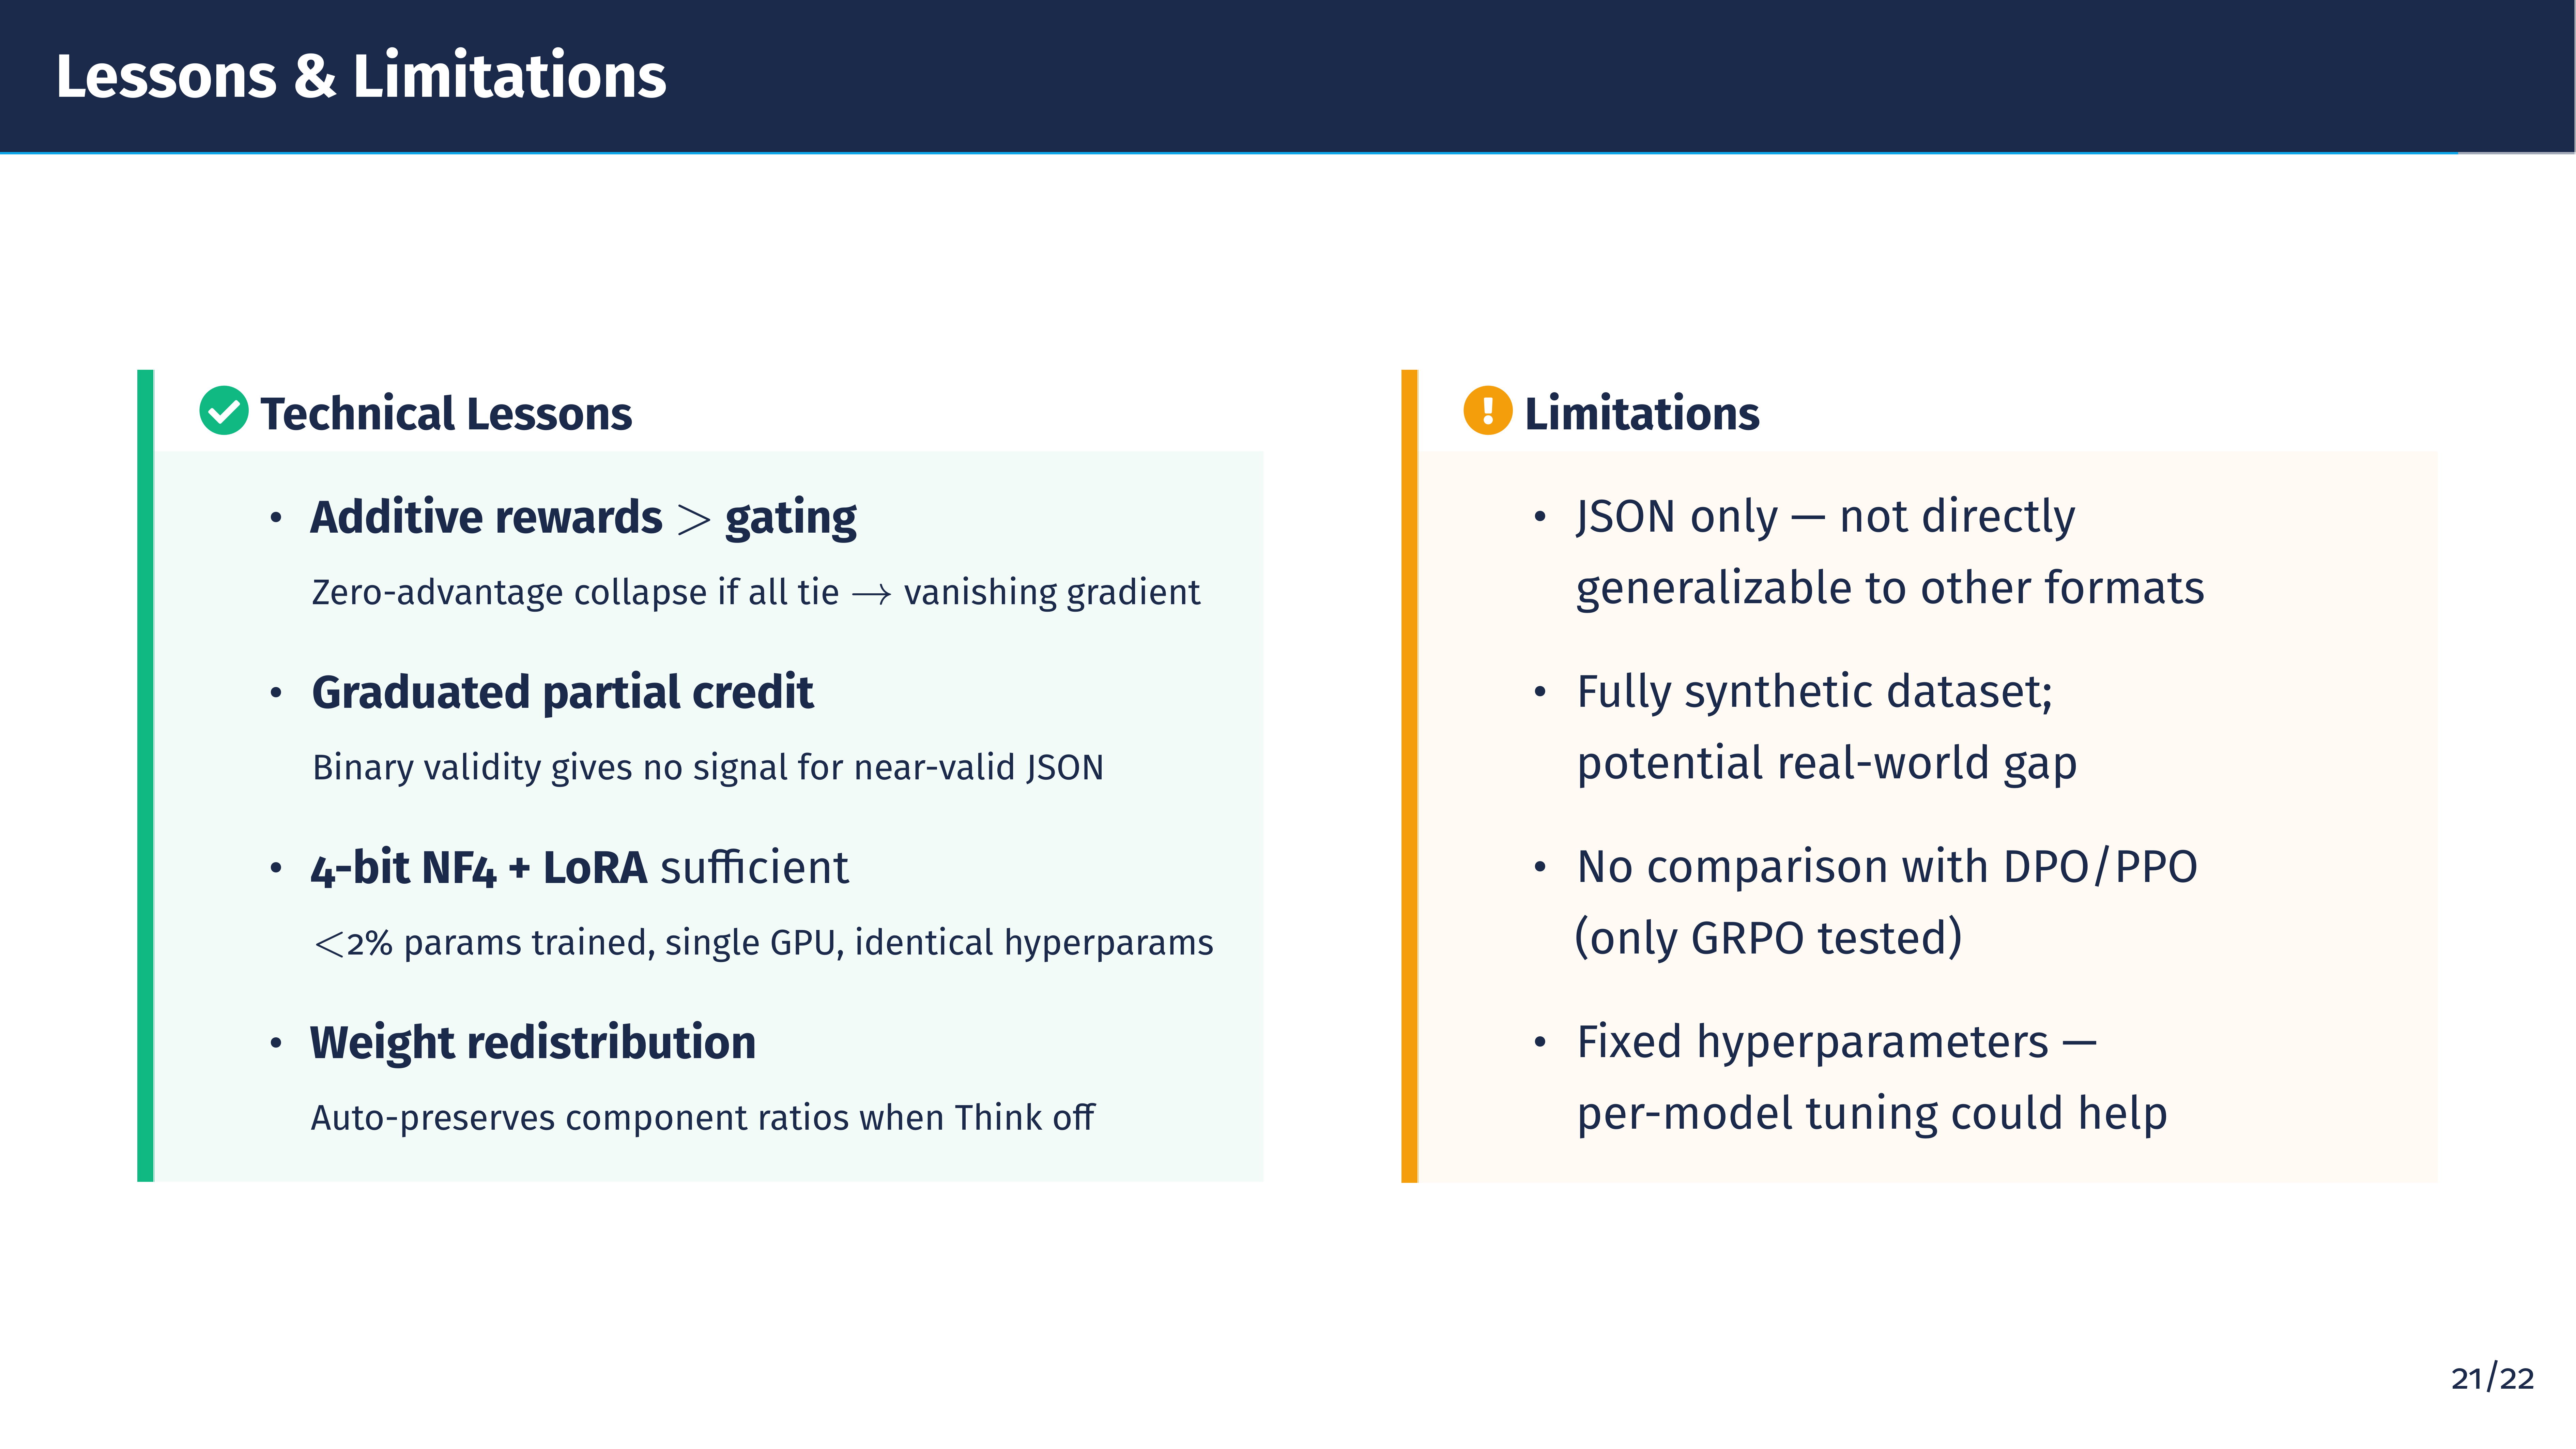 Lessons & Limitations
Technical Lessons
• Additive rewards > gating
Zero-advantage collapse if all tie → vanishing gradient
• Graduated partial credit
Binary validity gives no signal for near-valid JSON
• 4-bit NF4 + LoRA sufficient
<2% params trained, single GPU, identical hyperparams
• Weight redistribution
Auto-preserves component ratios when Think off
Limitations
• JSON only — not directly
generalizable to other formats
• Fully synthetic dataset;
potential real-world gap
• No comparison with DPO/PPO
(only GRPO tested)
• Fixed hyperparameters —
per-model tuning could help
21/22